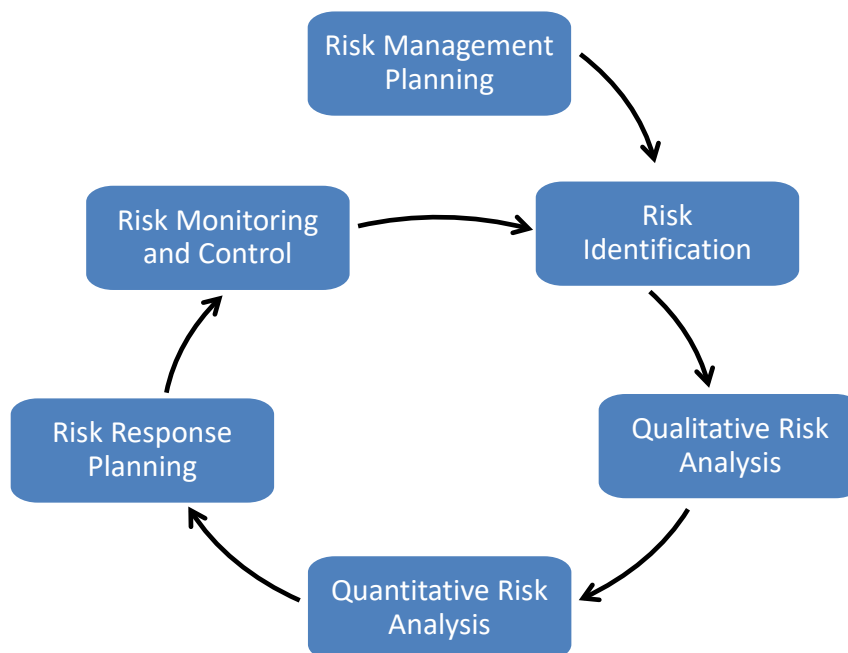 Risk Management
Planning
Risk
Identification
Qualitative Risk
Analysis
Quantitative Risk
Analysis
Risk Response
Planning
Risk Monitoring
and Control